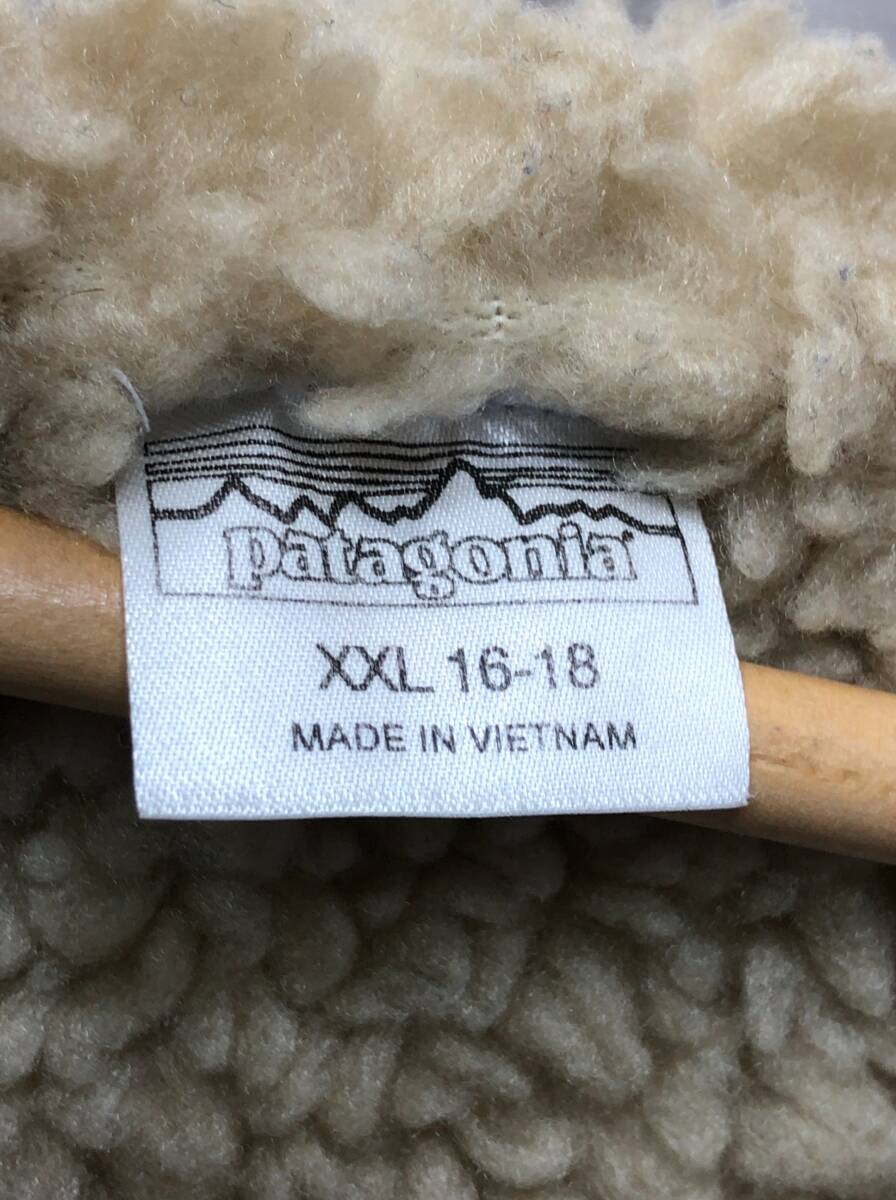 patagonia
XXL 16-18
MADE IN VIETNAM